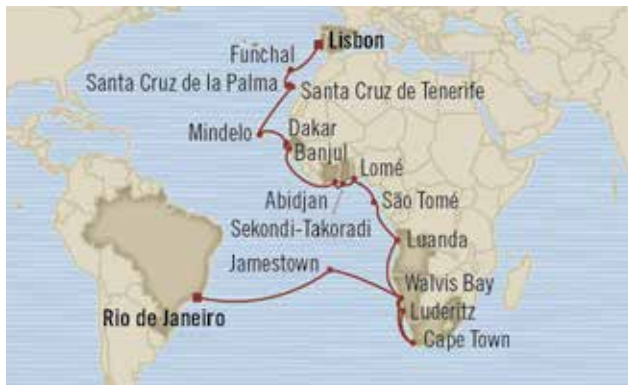 Lisbon
Funchal
Santa Cruz de la Palma
Santa Cruz de Tenerife
Mindelo
Dakar
Banjul
Lomé
Abidjan
São Tomé
Sekondi-Takoradi
Luanda
Jamestown
Walvis Bay
Luderitz
Rio de Janeiro
Cape Town